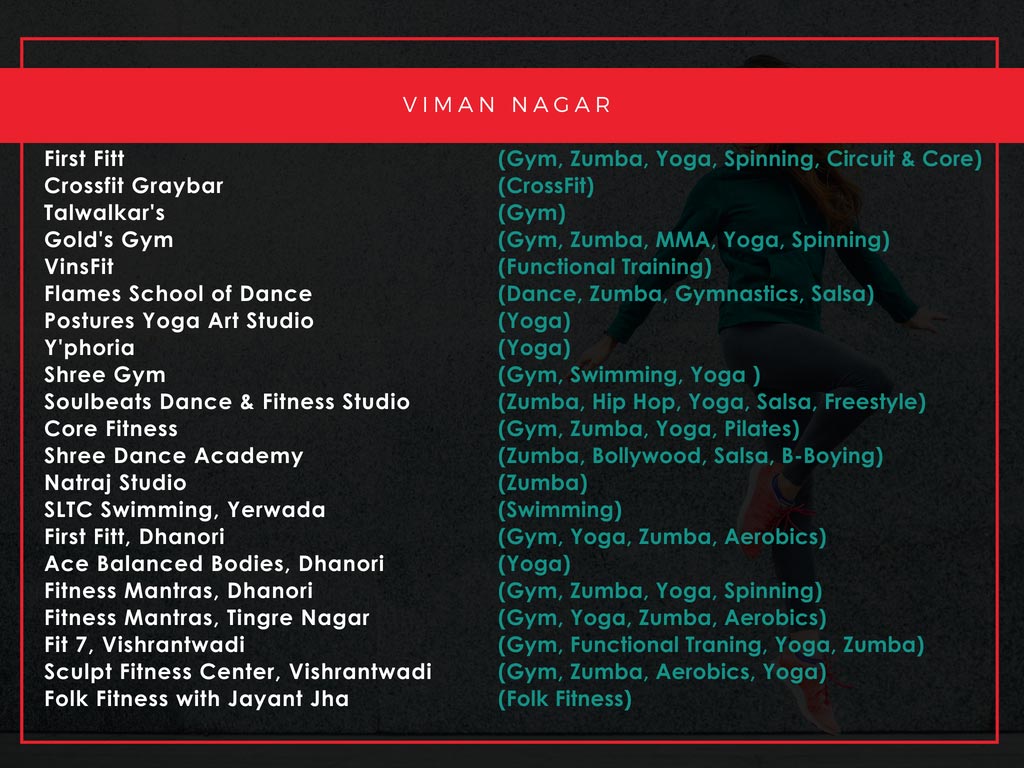 VIMAN NAGAR
First Fitt (Gym, Zumba, Yoga, Spinning, Circuit & Core)
Crossfit Graybar (CrossFit)
Talwalkar's (Gym)
Gold's Gym (Gym, Zumba, MMA, Yoga, Spinning)
VinsFit (Functional Training)
Flames School of Dance (Dance, Zumba, Gymnastics, Salsa)
Postures Yoga Art Studio (Yoga)
Y'phoria (Yoga)
Shree Gym (Gym, Swimming, Yoga )
Soulbeats Dance & Fitness Studio (Zumba, Hip Hop, Yoga, Salsa, Freestyle)
Core Fitness (Gym, Zumba, Yoga, Pilates)
Shree Dance Academy (Zumba, Bollywood, Salsa, B-Boying)
Natraj Studio (Zumba)
SLTC Swimming, Yerwada (Swimming)
First Fitt, Dhanori (Gym, Yoga, Zumba, Aerobics)
Ace Balanced Bodies, Dhanori (Yoga)
Fitness Mantras, Dhanori (Gym, Zumba, Yoga, Spinning)
Fitness Mantras, Tingre Nagar (Gym, Yoga, Zumba, Aerobics)
Fit 7, Vishrantwadi (Gym, Functional Traning, Yoga, Zumba)
Sculpt Fitness Center, Vishrantwadi (Gym, Zumba, Aerobics, Yoga)
Folk Fitness with Jayant Jha (Folk Fitness)